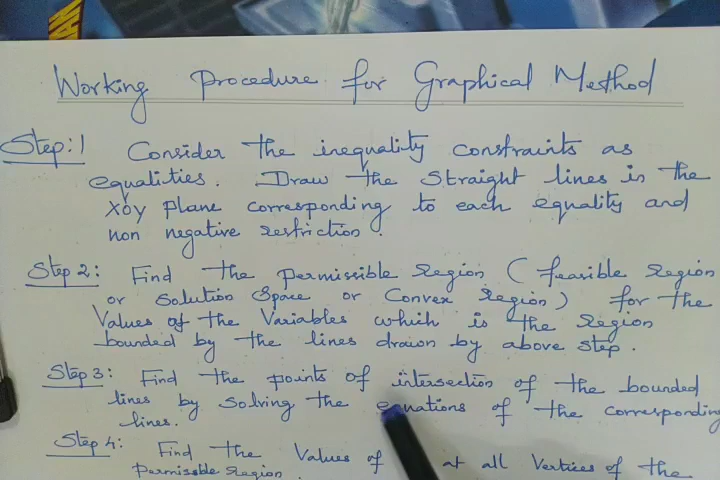 Working Procedure for Graphical Method
Step:1 Consider the inequality constraints as
equalities. Draw the straight lines in the
XOY Plane corresponding to each equality and
non negative restriction.
Step 2: Find the permissible Region (feasible Region
or Solution Space or Convex Region) for the
Values of the Variables which is the Region
bounded by the lines drawn by above step.
Step 3: Find the points of intersection of the bounded
lines by solving the equations of the corresponding
lines.
Step 4: Find the Values of at all Vertices of the
Permissible Region.